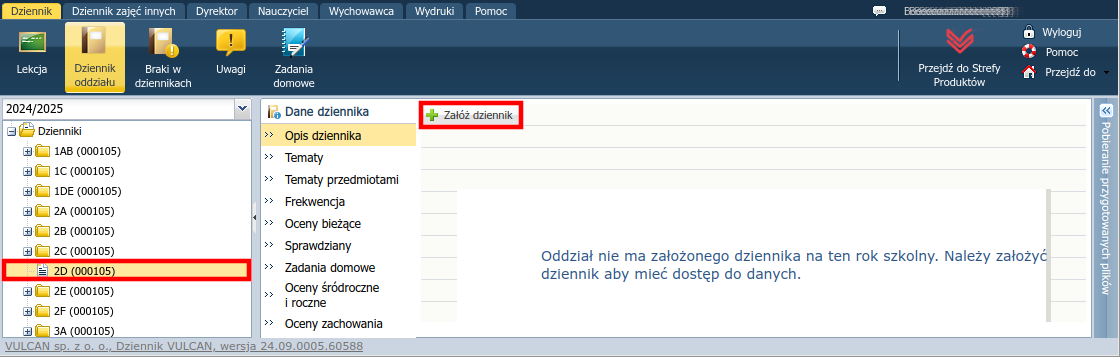 Dziennik
Dziennik zajęć innych
Dyrektor
Nauczyciel
Wychowawca
Wydruki
Pomoc
Lekcja
Dziennik
oddziału
Braki w
dziennikach
Uwagi
Zadania
domowe
Przejdź do Strefy
Produktów
Wyloguj
Pomoc
Przejdź do
2024/2025
Dzienniki
1AB (000105)
1C (000105)
1DE (000105)
2A (000105)
2B (000105)
2C (000105)
2D (000105)
2E (000105)
2F (000105)
3A (000105)
Dane dziennika
Opis dziennika
Tematy
Tematy przedmiotami
Frekwencja
Oceny bieżące
Sprawdziany
Zadania domowe
Oceny śródroczne
i roczne
Oceny zachowania
Załóż dziennik
Oddział nie ma założonego dziennika na ten rok szkolny. Należy założyć
dziennik aby mieć dostęp do danych.
Pobieranie przygotowanych plików
VULCAN sp. z o. o., Dziennik VULCAN, wersja 24.09.0005.60588